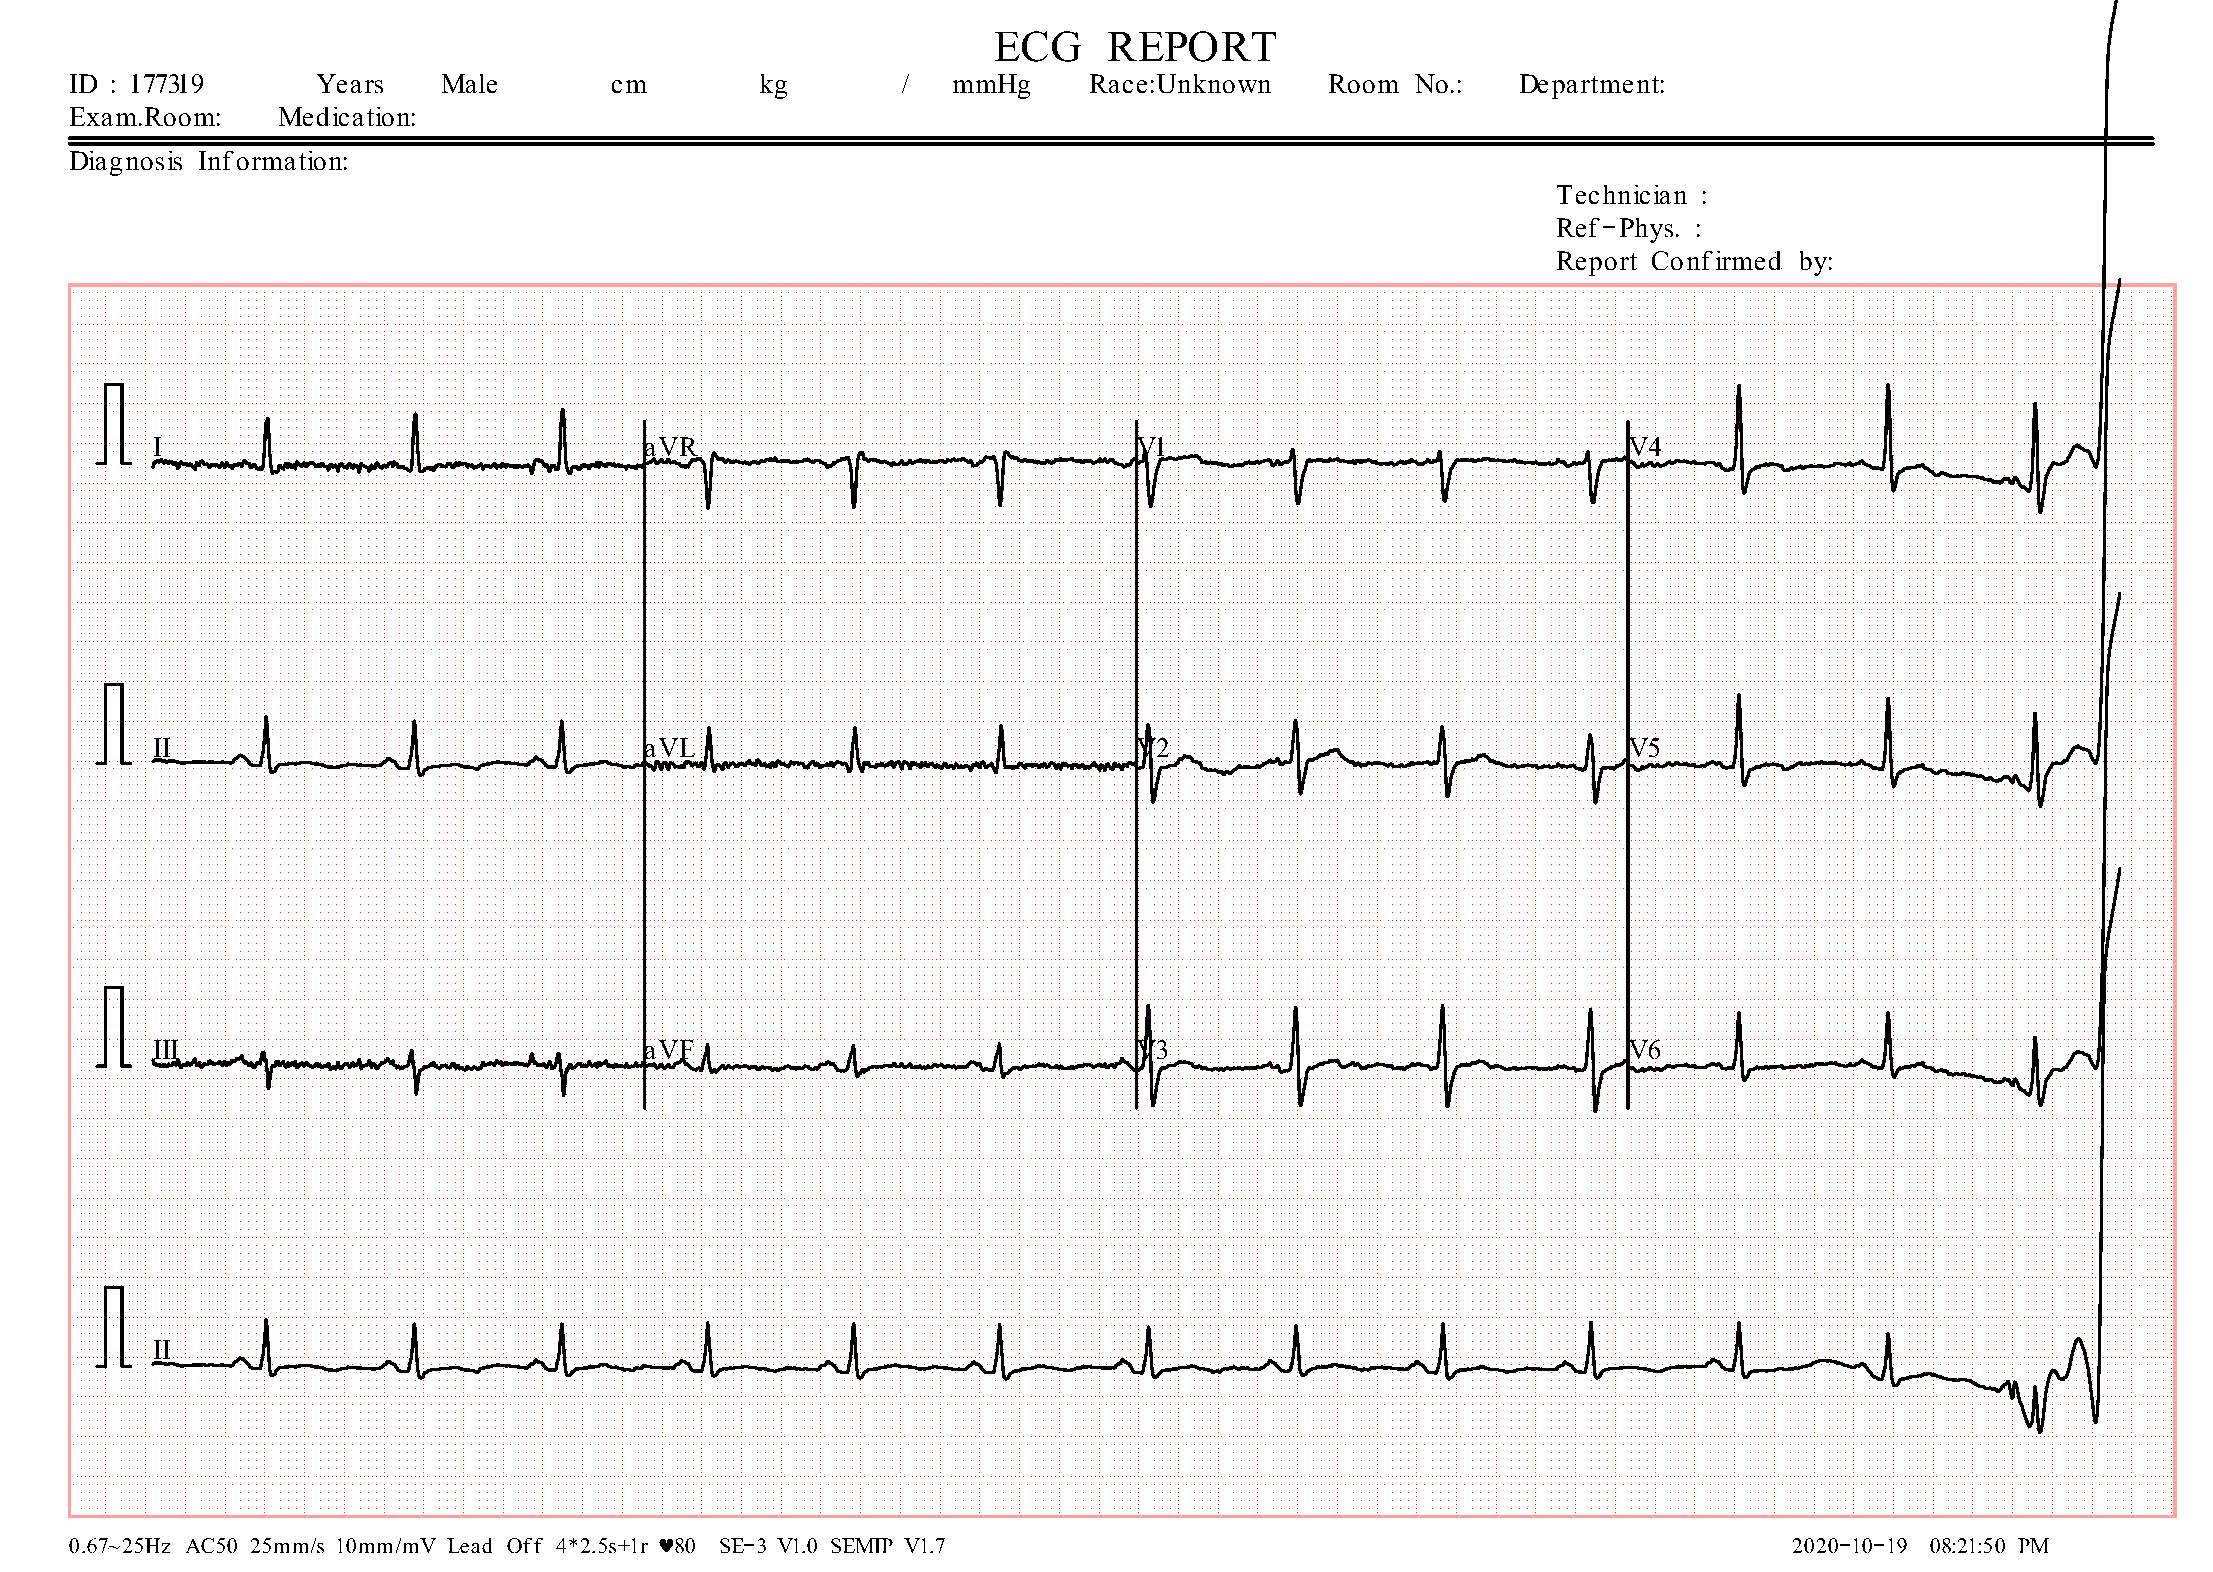 ECG REPORT
ID : 177319 Years Male cm kg / mmHg Race:Unknown Room No.: Department:
Exam.Room: Medication:
Diagnosis Information:
Technician :
Ref-Phys. :
Report Confirmed by:
I aVR V1 V4
II aVL V2 V5
III aVF V3 V6
II
0.67~25Hz AC50 25mm/s 10mm/mV Lead Off 4*2.5s+1r ♥80 SE-3 V1.0 SEMIP V1.7 2020-10-19 08:21:50 PM